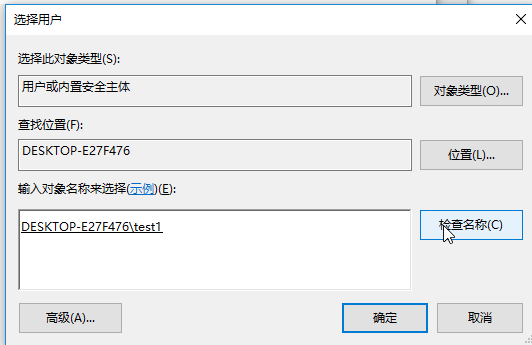 选择用户
选择此对象类型(S):
用户或内置安全主体
对象类型(O)...
查找位置(F):
DESKTOP-E27F476
位置(L)...
输入对象名称来选择(示例)(E):
DESKTOP-E27F476\test1
检查名称(C)
高级(A)...
确定
取消